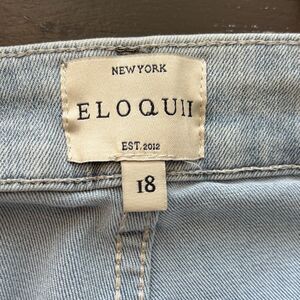 NEW YORK
ELOQUII
EST. 2012
18